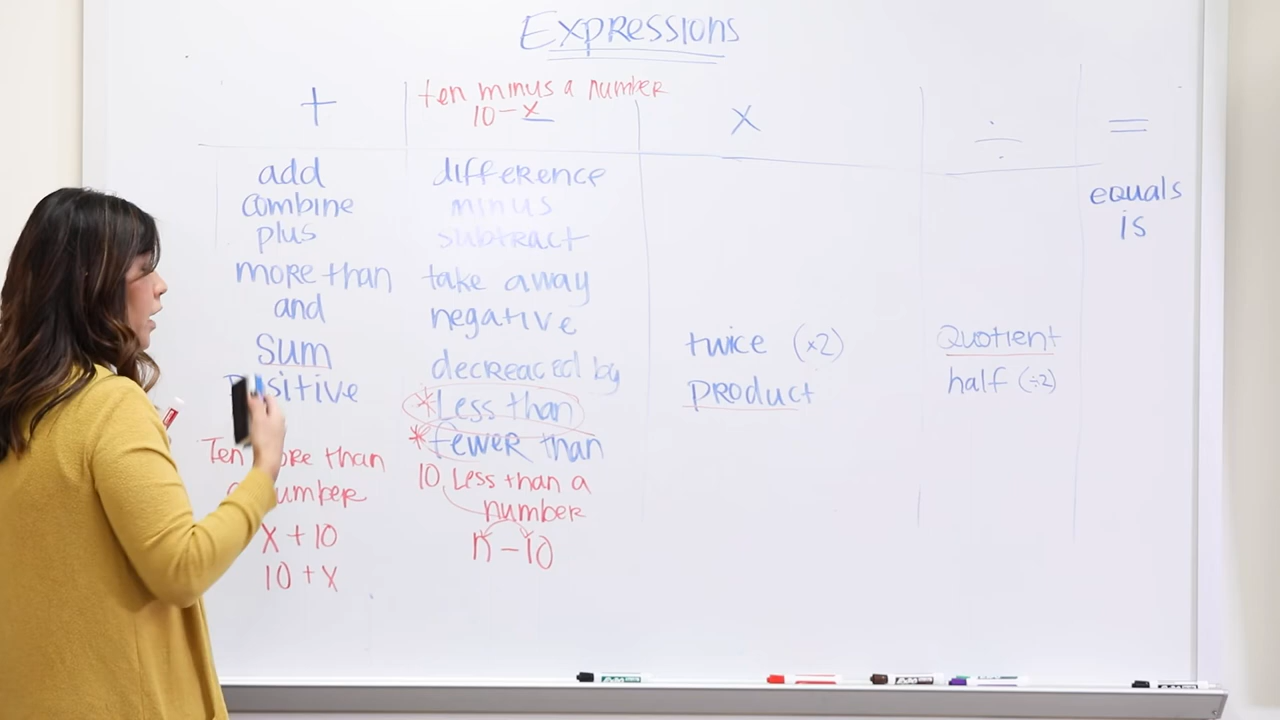 Expressions
+
ten minus a number
10 - x
x
÷
=
add
combine
plus
more than
and
sum
positive
Ten more than
a number
x + 10
10 + x
difference
minus
subtract
take away
negative
decreaced by
*Less than
*fewer than
10 Less than a
number
n - 10
twice (x2)
product
Quotient
half (÷2)
equals
is